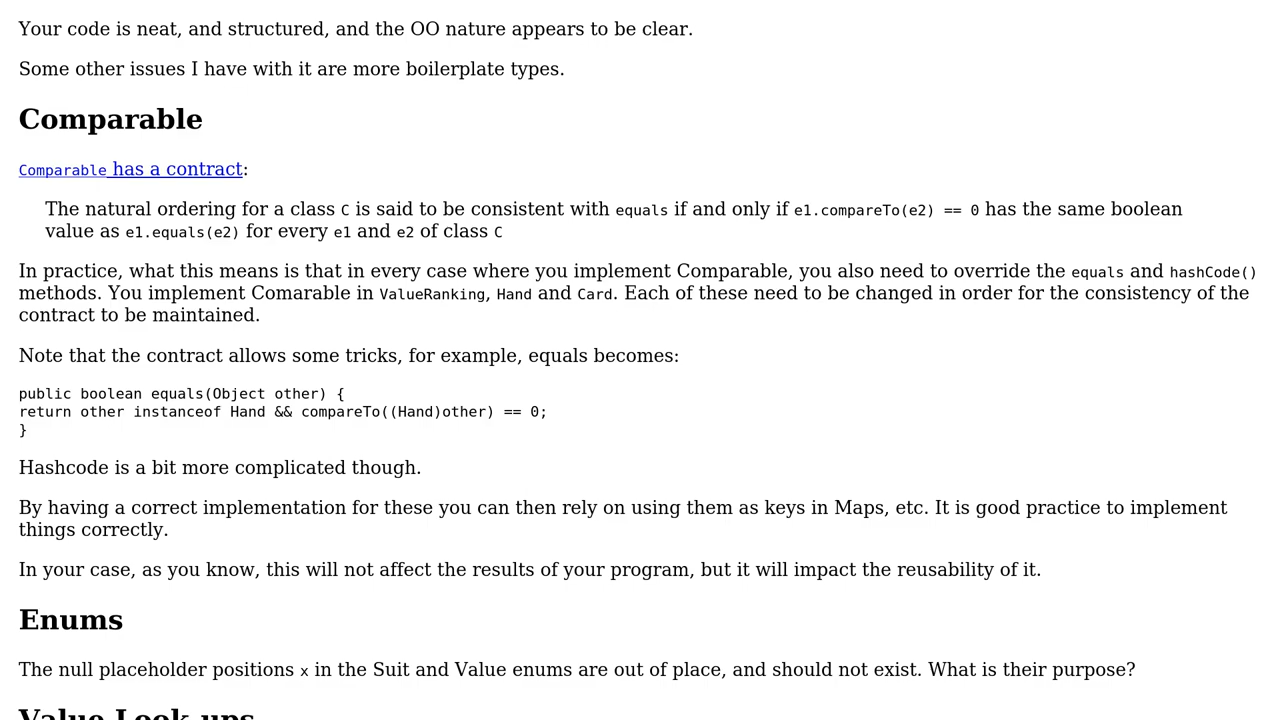 Your code is neat, and structured, and the OO nature appears to be clear.
Some other issues I have with it are more boilerplate types.
Comparable
Comparable has a contract:
The natural ordering for a class C is said to be consistent with equals if and only if e1.compareTo(e2) == 0 has the same boolean
value as e1.equals(e2) for every e1 and e2 of class C
In practice, what this means is that in every case where you implement Comparable, you also need to override the equals and hashCode()
methods. You implement Comarable in ValueRanking, Hand and Card. Each of these need to be changed in order for the consistency of the
contract to be maintained.
Note that the contract allows some tricks, for example, equals becomes:
public boolean equals(Object other) {
return other instanceof Hand && compareTo((Hand)other) == 0;
}
Hashcode is a bit more complicated though.
By having a correct implementation for these you can then rely on using them as keys in Maps, etc. It is good practice to implement
things correctly.
In your case, as you know, this will not affect the results of your program, but it will impact the reusability of it.
Enums
The null placeholder positions x in the Suit and Value enums are out of place, and should not exist. What is their purpose?
Value Look-ups